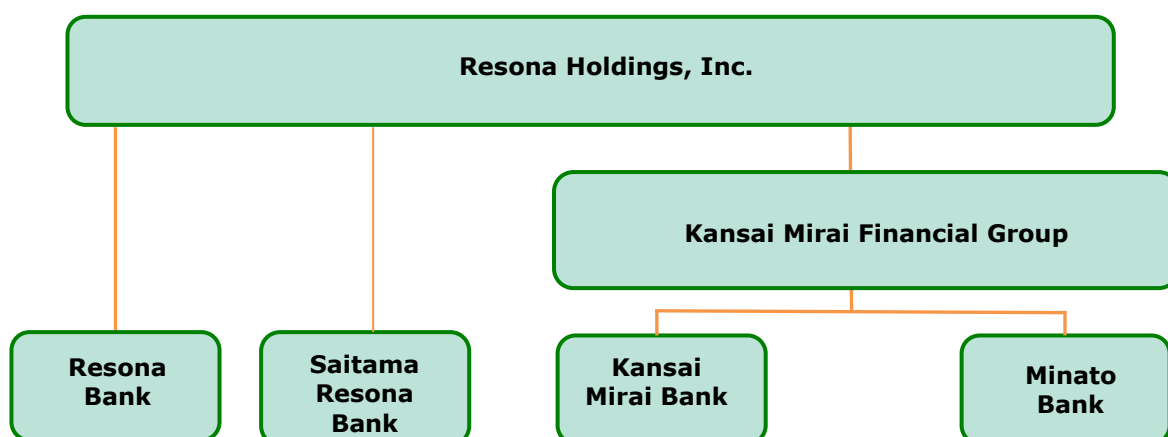 Resona Holdings, Inc.
Kansai Mirai Financial Group
Resona
Bank
Saitama
Resona
Bank
Kansai
Mirai Bank
Minato
Bank